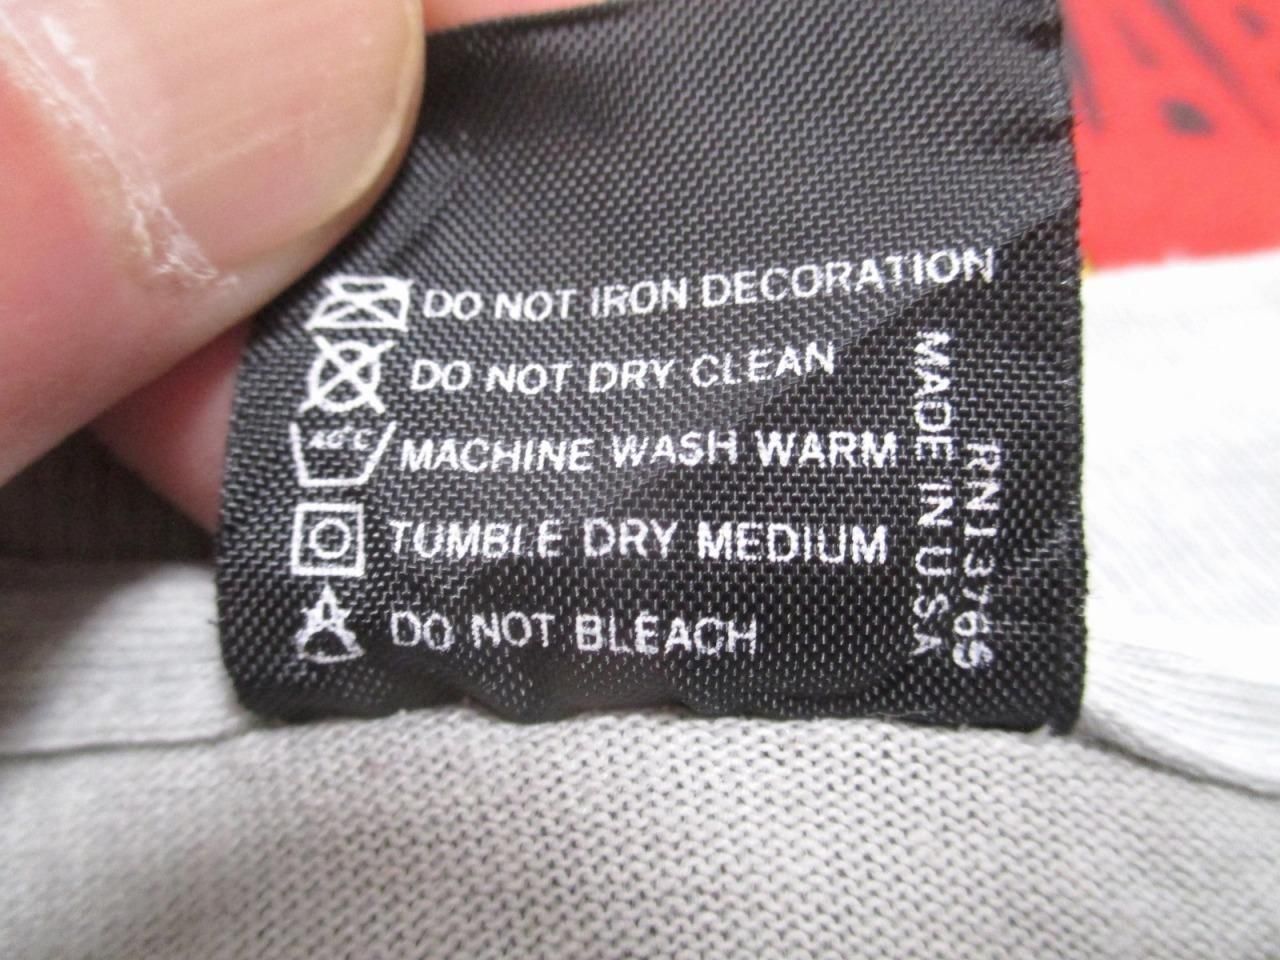 DO NOT IRON DECORATION
DO NOT DRY CLEAN
40°C MACHINE WASH WARM
TUMBLE DRY MEDIUM
DO NOT BLEACH
MADE IN U.S.A
RN13765